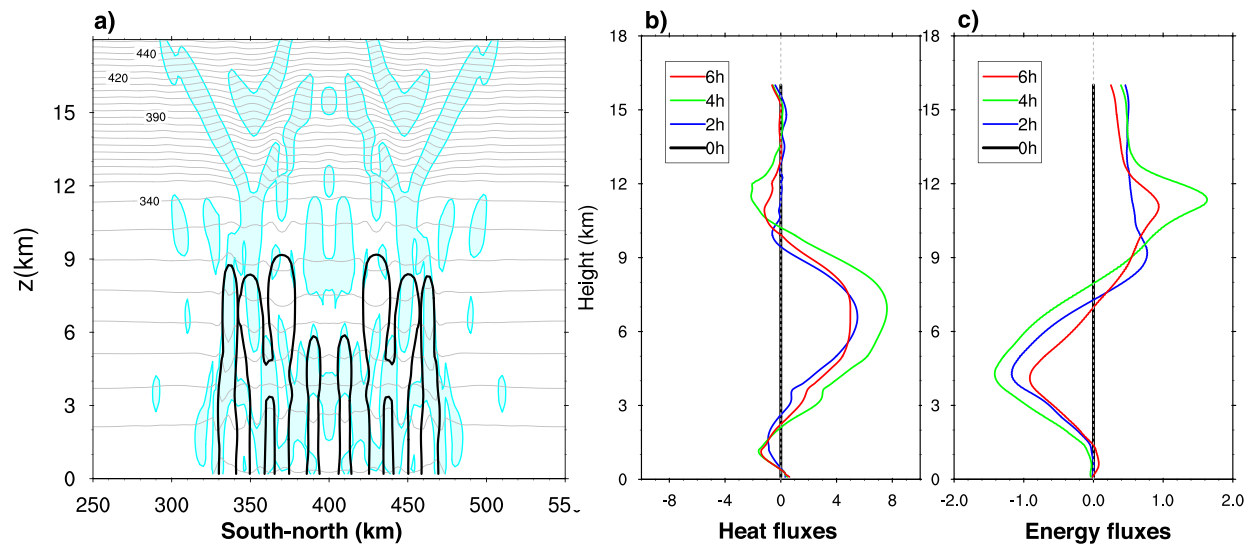 a)
z(km)
15
12
9
6
3
0
440
420
390
340
250 300 350 400 450 500 55
South-north (km)
b)
Height (km)
18
15
12
9
6
3
0
6h
4h
2h
0h
-8 -4 0 4 8
Heat fluxes
c)
18
15
12
9
6
3
0
6h
4h
2h
0h
-2.0 -1.0 0.0 1.0 2.0
Energy fluxes